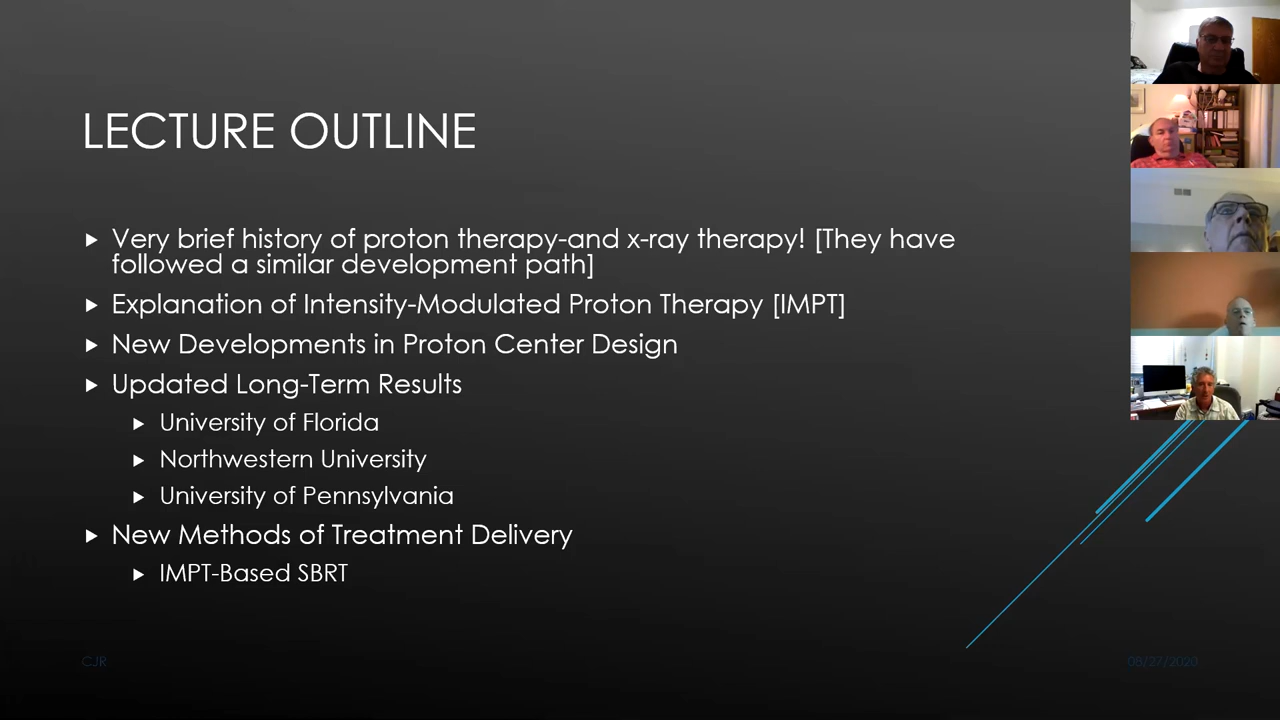 LECTURE OUTLINE
Very brief history of proton therapy-and x-ray therapy! [They have
followed a similar development path]
Explanation of Intensity-Modulated Proton Therapy [IMPT]
New Developments in Proton Center Design
Updated Long-Term Results
University of Florida
Northwestern University
University of Pennsylvania
New Methods of Treatment Delivery
IMPT-Based SBRT
CJR
08/27/2020